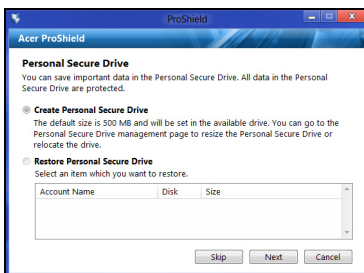 ProShield
Acer ProShield
Personal Secure Drive
You can save important data in the Personal Secure Drive. All data in the Personal
Secure Drive are protected.
Create Personal Secure Drive
The default size is 500 MB and will be set in the available drive. You can go to the
Personal Secure Drive management page to resize the Personal Secure Drive or
relocate the drive.
Restore Personal Secure Drive
Select an item which you want to restore.
Account Name Disk Size
Skip Next Cancel